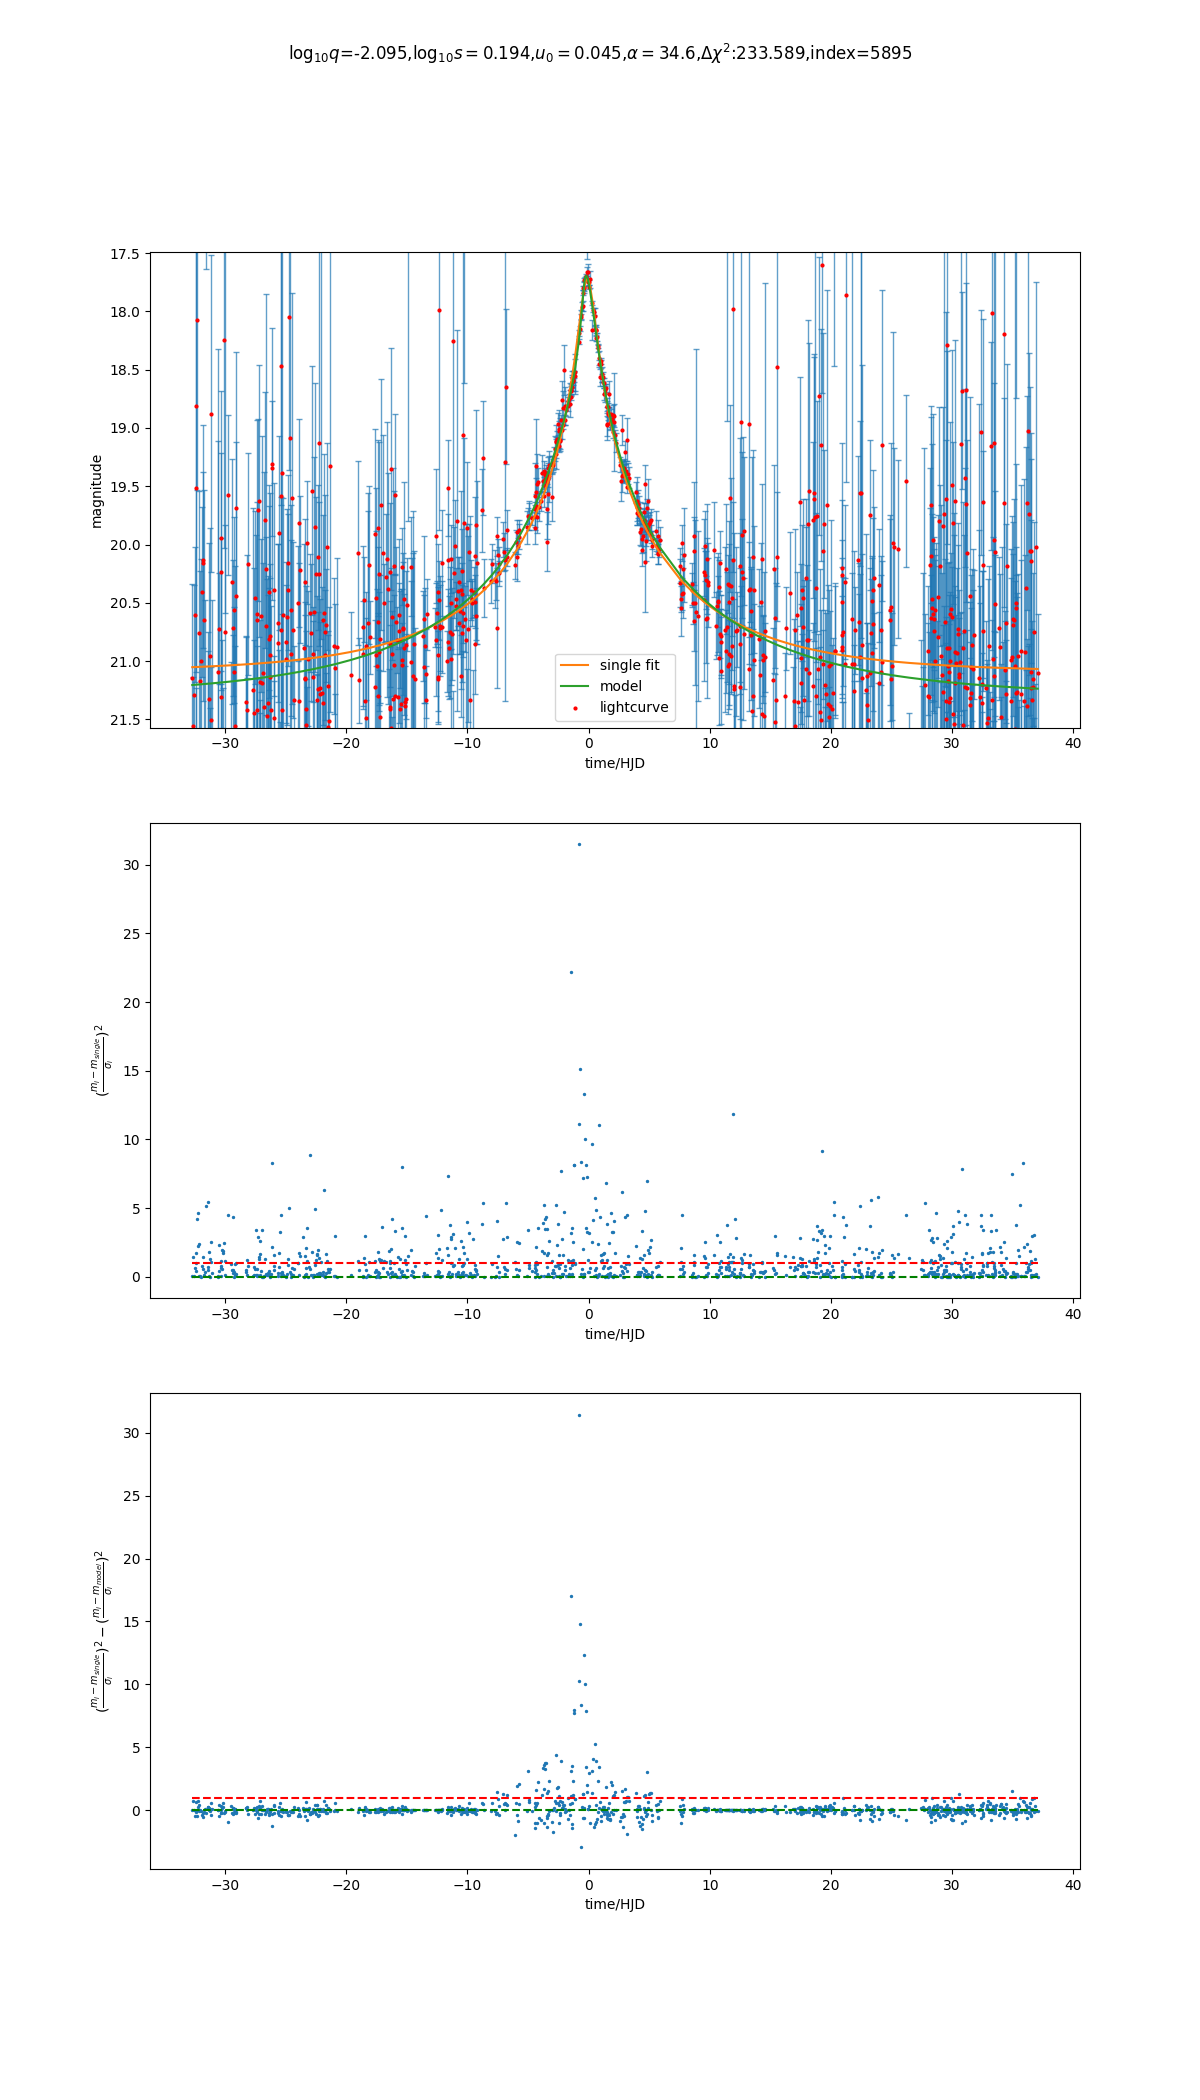 log₁₀q=-2.095,log₁₀s = 0.194,u₀ = 0.045,α = 34.6,Δχ²:233.589,index=5895
17.5
18.0
18.5
19.0
19.5
20.0
20.5
21.0
21.5
magnitude
single fit
model
lightcurve
−30 −20 −10 0 10 20 30 40
time/HJD
30
25
20
15
10
5
0
((mᵢ − m_single)/σᵢ)²
−30 −20 −10 0 10 20 30 40
time/HJD
30
25
20
15
10
5
0
((mᵢ − m_single)/σᵢ)² − ((mᵢ − m_model)/σᵢ)²
−30 −20 −10 0 10 20 30 40
time/HJD